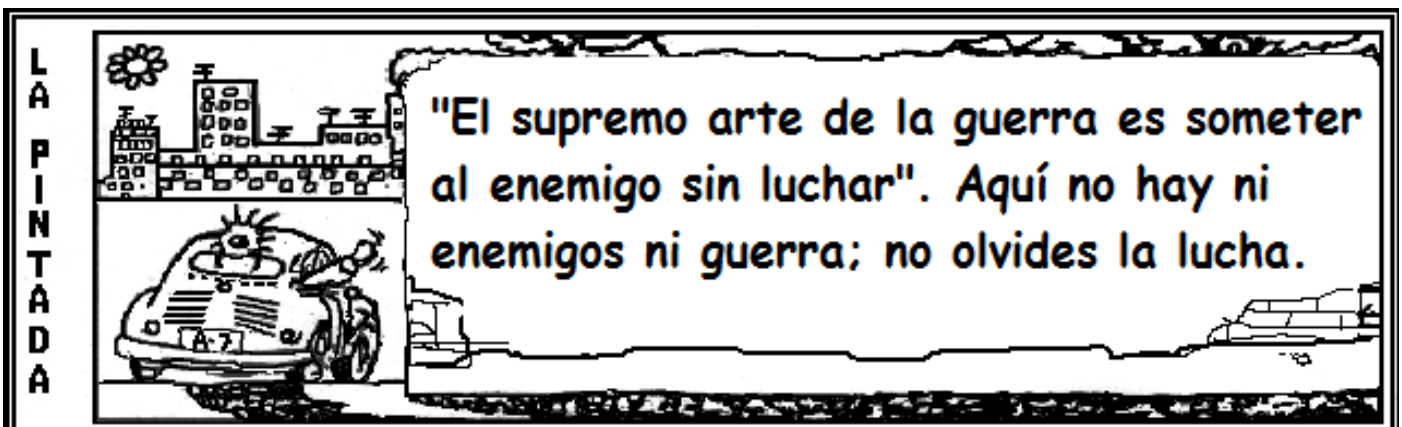 LA PINTADA
"El supremo arte de la guerra es someter
al enemigo sin luchar". Aquí no hay ni
enemigos ni guerra; no olvides la lucha.
A-7